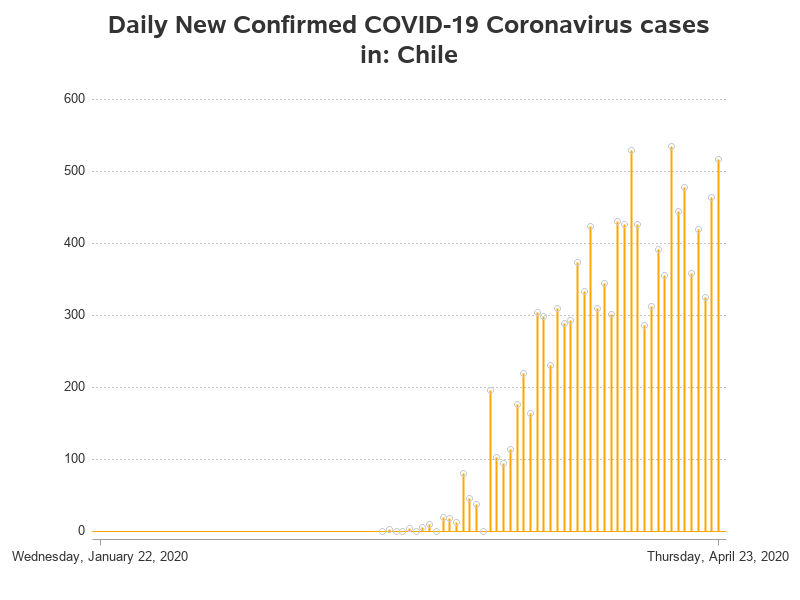 Daily New Confirmed COVID-19 Coronavirus cases
in: Chile
600
500
400
300
200
100
0
Wednesday, January 22, 2020
Thursday, April 23, 2020